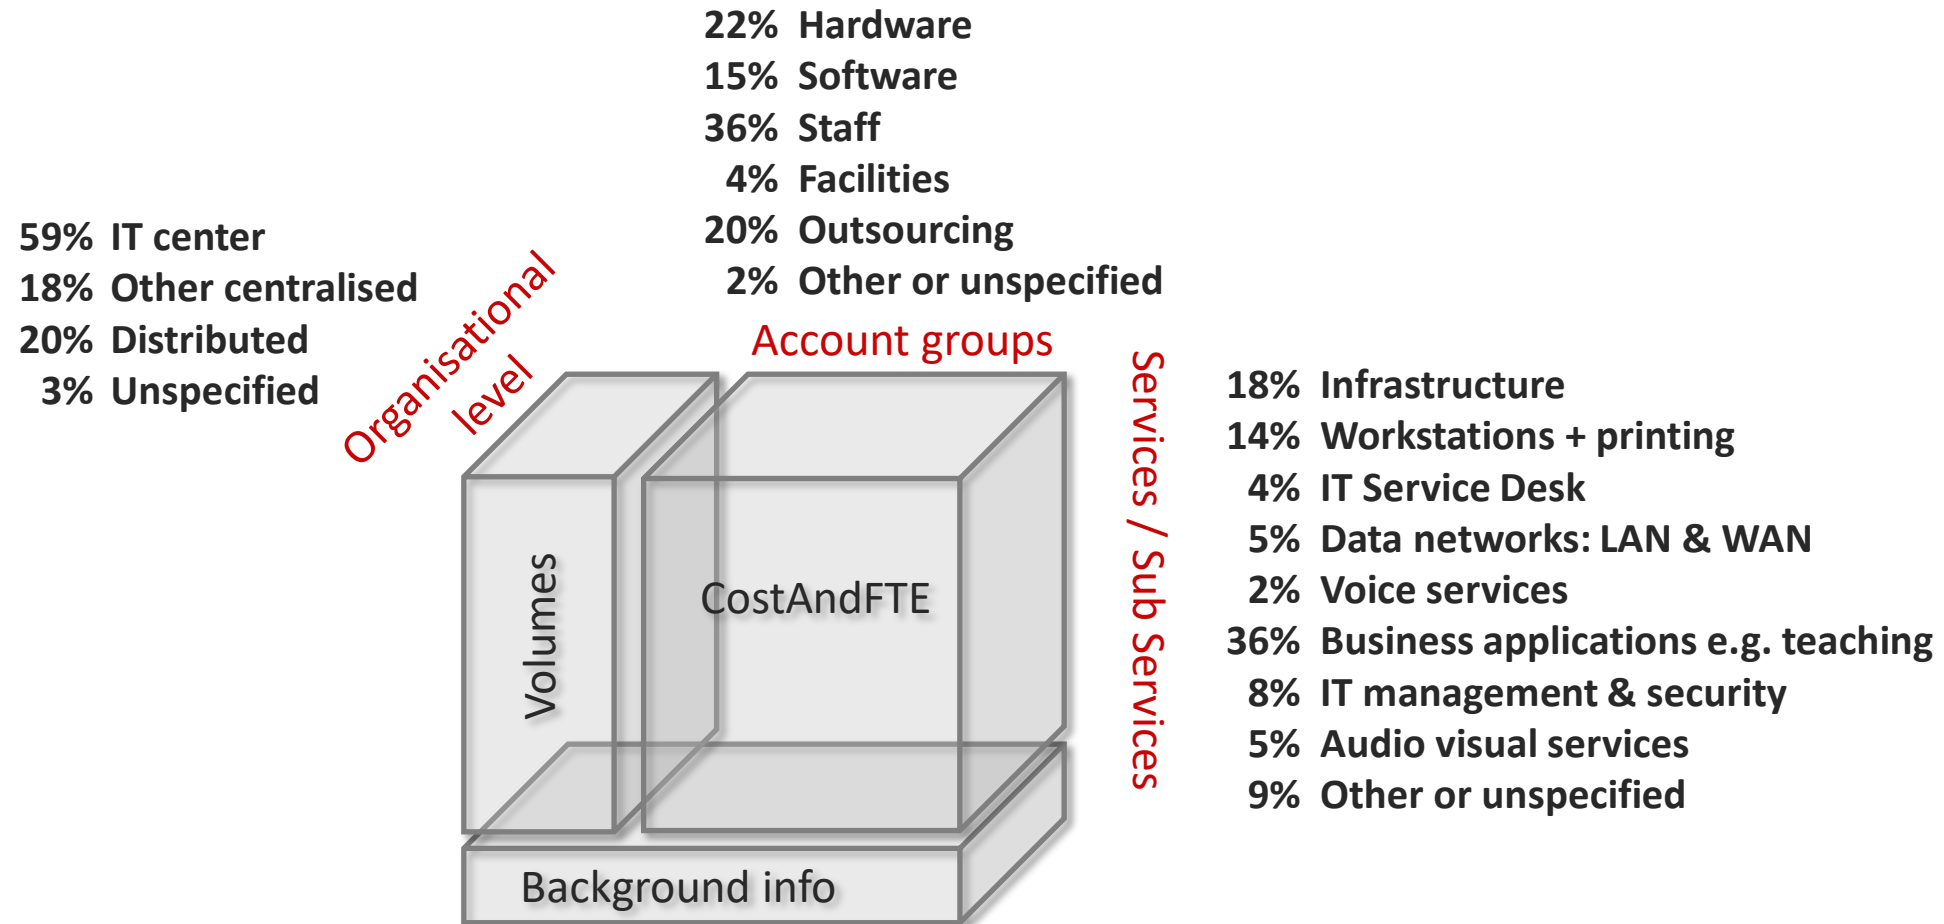 22% Hardware
15% Software
36% Staff
4% Facilities
20% Outsourcing
2% Other or unspecified
59% IT center
18% Other centralised
20% Distributed
3% Unspecified
Organisational
level
Account groups
Services / Sub Services
18% Infrastructure
14% Workstations + printing
4% IT Service Desk
5% Data networks: LAN & WAN
2% Voice services
36% Business applications e.g. teaching
8% IT management & security
5% Audio visual services
9% Other or unspecified
Volumes
CostAndFTE
Background info